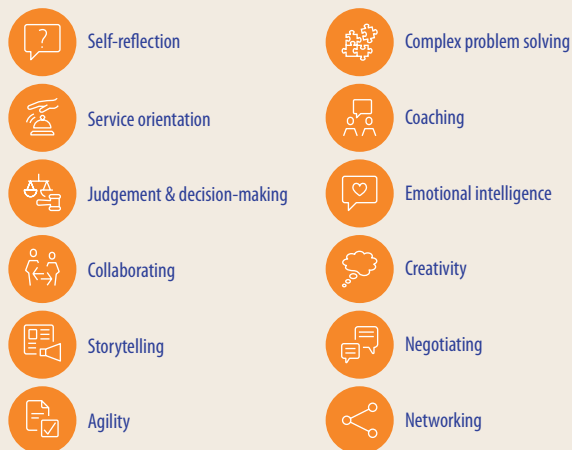 ?
Self-reflection
Service orientation
Judgement & decision-making
Collaborating
Storytelling
Agility
Complex problem solving
Coaching
Emotional intelligence
Creativity
Negotiating
Networking